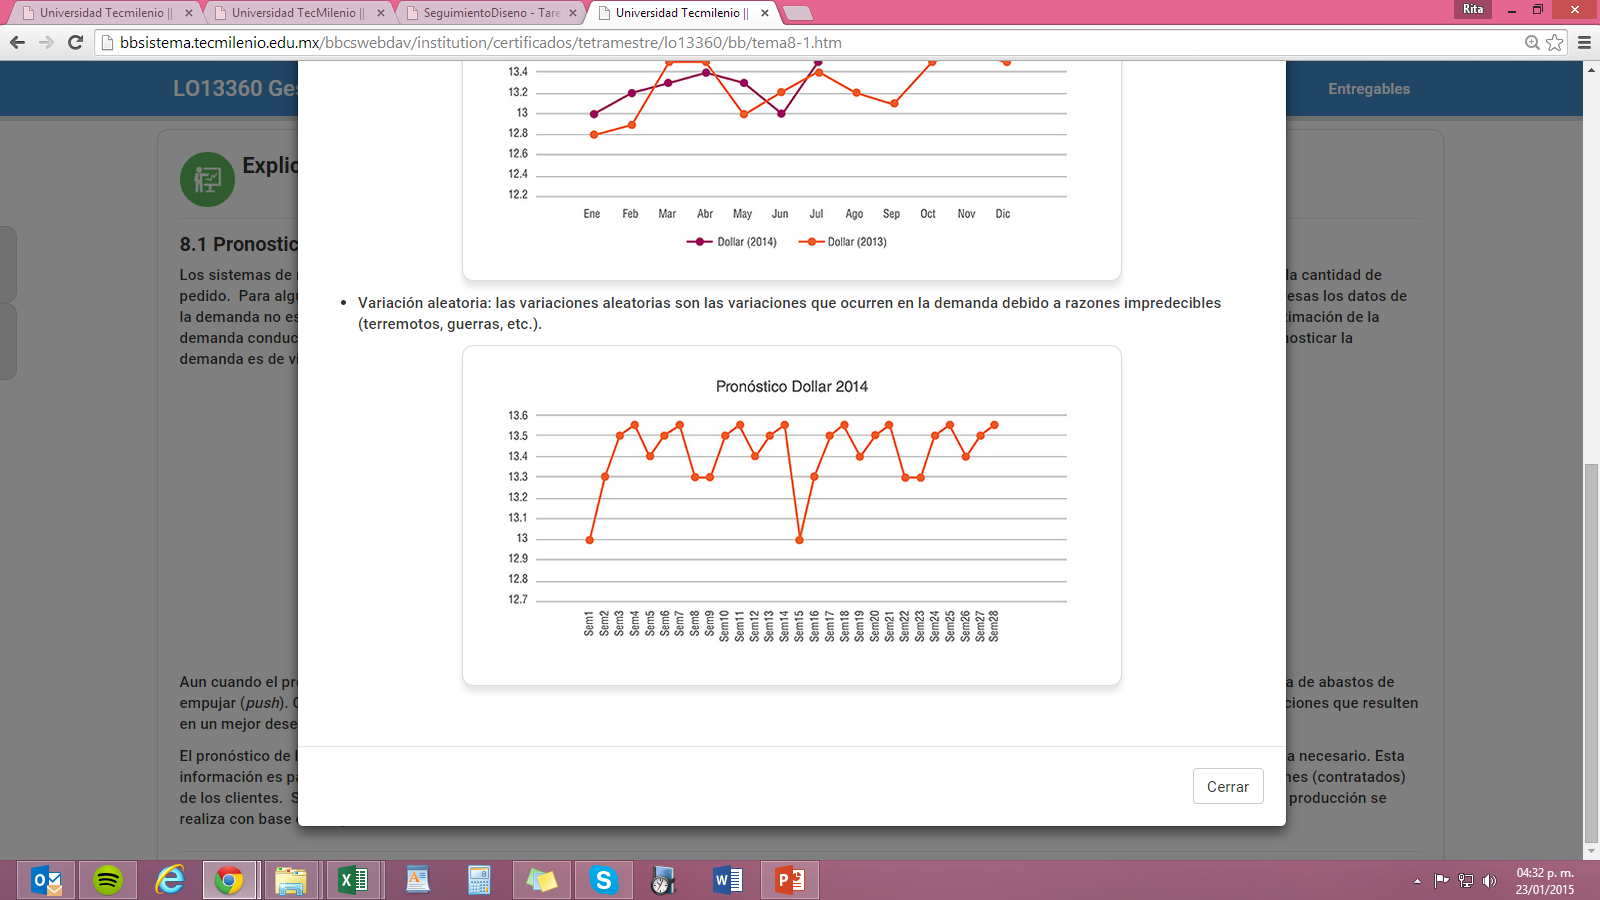 Universidad Tecmilenio ||
Universidad TecMilenio ||
SeguimientoDiseno - Tare
Universidad Tecmilenio ||
Rita
bbsistema.tecmilenio.edu.mx/bbcswebdav/institution/certificados/tetramestre/lo13360/bb/tema8-1.htm
LO13360 Ges
Entregables
Explic
8.1 Pronostic
Los sistemas de
la cantidad de
pedido. Para algu
esas los datos de
la demanda no es
imación de la
demanda conduc
nosticar la
demanda es de vi
13.4
13.2
13
12.8
12.6
12.4
12.2
Ene Feb Mar Abr May Jun Jul Ago Sep Oct Nov Dic
Dollar (2014) Dollar (2013)
• Variación aleatoria: las variaciones aleatorias son las variaciones que ocurren en la demanda debido a razones impredecibles
(terremotos, guerras, etc.).
Pronóstico Dollar 2014
13.6
13.5
13.4
13.3
13.2
13.1
13
12.9
12.8
12.7
Sem1 Sem2 Sem3 Sem4 Sem5 Sem6 Sem7 Sem8 Sem9 Sem10 Sem11 Sem12 Sem13 Sem14 Sem15 Sem16 Sem17 Sem18 Sem19 Sem20 Sem21 Sem22 Sem23 Sem24 Sem25 Sem26 Sem27 Sem28
Aun cuando el pr
a de abastos de
empujar (push).
ciones que resulten
en un mejor dese
El pronóstico de
a necesario. Esta
información es pa
nes (contratados)
de los clientes. S
producción se
realiza con base
Cerrar
04:32 p. m.
23/01/2015